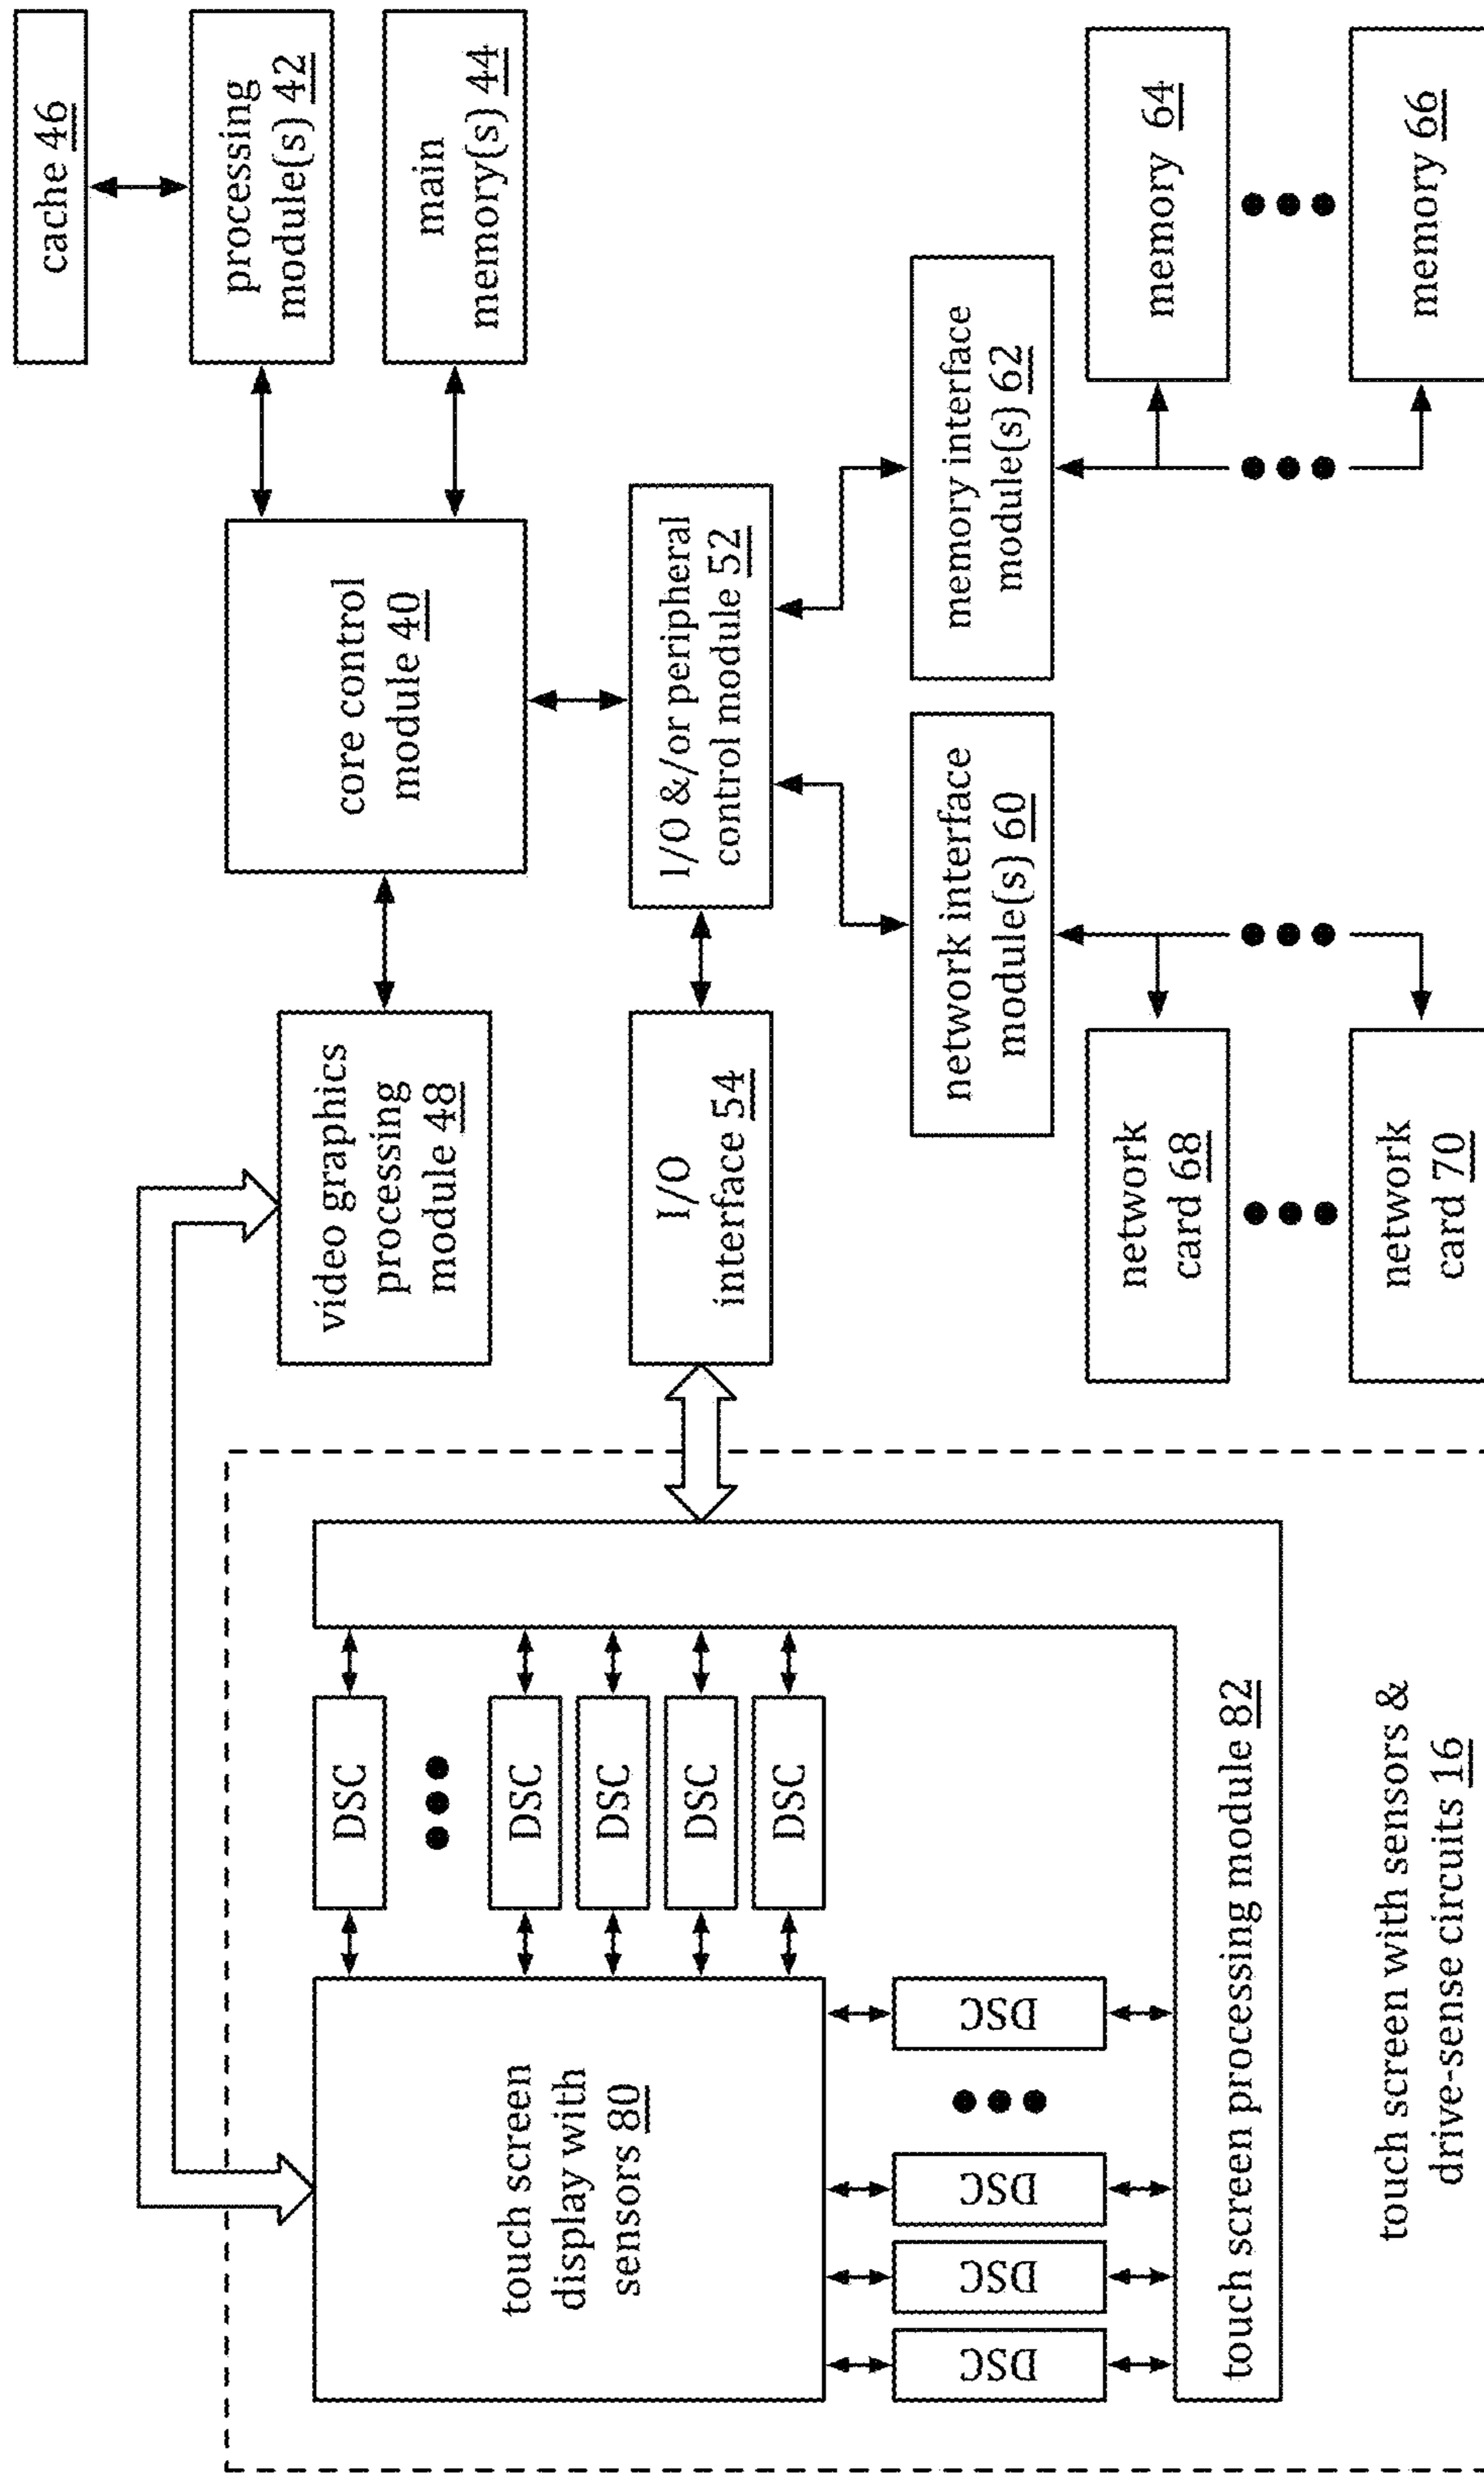 cache 46
processing
module(s) 42
main
memory(s) 44
core control
module 40
video graphics
processing
module 48
I/O &/or peripheral
control module 52
I/O
interface 54
memory interface
module(s) 62
network interface
module(s) 60
memory 64
memory 66
network
card 68
network
card 70
touch screen
display with
sensors 80
DSC
DSC
DSC
DSC
DSC
DSC
DSC
DSC
DSC
touch screen processing module 82
touch screen with sensors &
drive-sense circuits 16